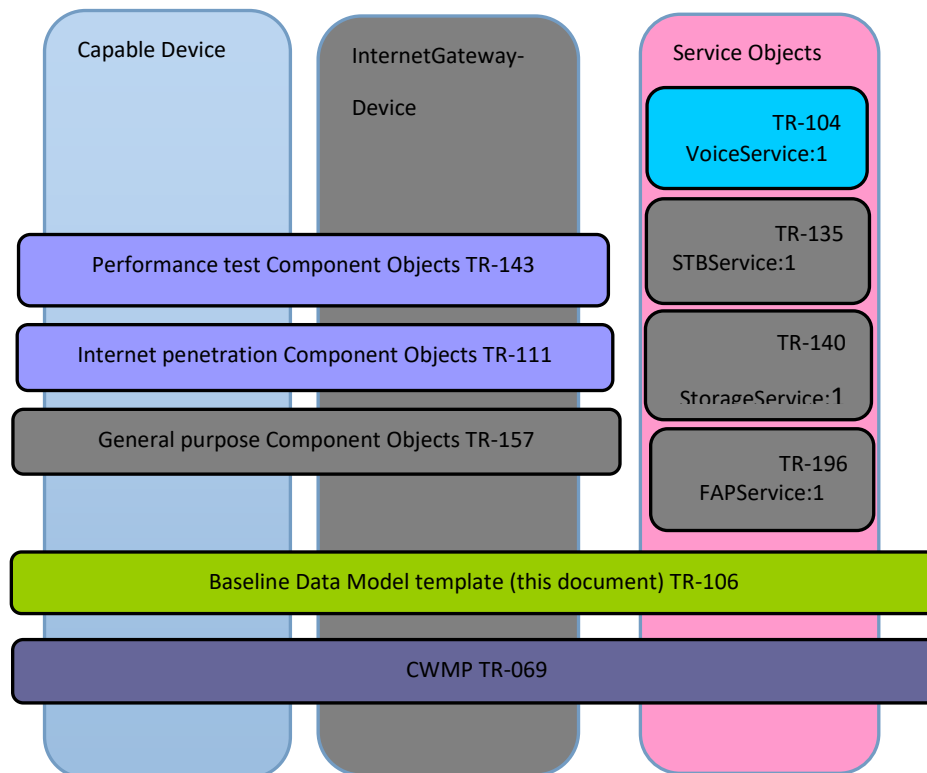 Capable Device
InternetGateway-
Device
Service Objects
TR-104
VoiceService:1
TR-135
STBService:1
TR-140
StorageService:1
TR-196
FAPService:1
Performance test Component Objects TR-143
Internet penetration Component Objects TR-111
General purpose Component Objects TR-157
Baseline Data Model template (this document) TR-106
CWMP TR-069